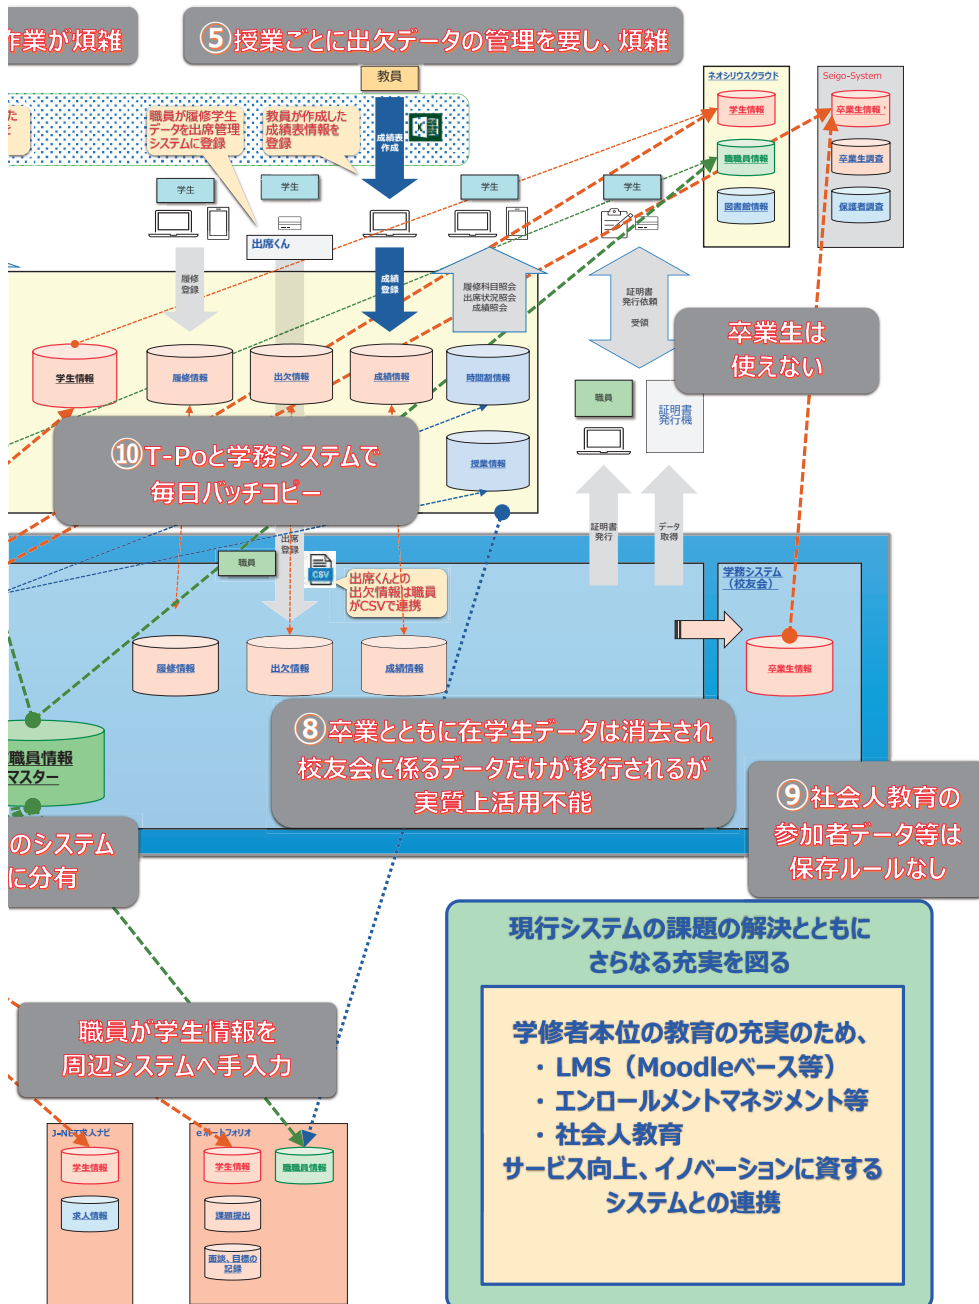 作業が煩雑
⑤授業ごとに出欠データの管理を要し、煩雑
教員
ネオシリウスクラウド
Seigo-System
学生情報
卒業生情報
職職員情報
卒業生調査
図書館情報
保護者調査
た
を
職員が履修学生
データを出席管理
システムに登録
教員が作成した
成績表情報を
登録
成績表
作成
学生
学生
学生
学生
出席くん
履修
登録
成績
登録
履修科目照会
出席状況照会
成績照会
証明書
発行依頼
受領
卒業生は
使えない
学生情報
履修情報
出欠情報
成績情報
時間割情報
職員
証明書
発行機
⑩T-Poと学務システムで
毎日バッチコピー
授業情報
出席
登録
証明書
発行
データ
取得
職員
CSV
出席くんとの
出欠情報は職員
がCSVで連携
学務システム
（校友会）
履修情報
出欠情報
成績情報
卒業生情報
⑧卒業とともに在学生データは消去され
校友会に係るデータだけが移行されるが
実質上活用不能
職員情報
マスター
⑨社会人教育の
参加者データ等は
保存ルールなし
のシステム
に分有
現行システムの課題の解決とともに
さらなる充実を図る
学修者本位の教育の充実のため、
・LMS（Moodleベース等）
・エンロールメントマネジメント等
・社会人教育
サービス向上、イノベーションに資する
システムとの連携
職員が学生情報を
周辺システムへ手入力
J-NET求人ナビ
eポートフォリオ
学生情報
学生情報
職職員情報
求人情報
課題提出
面談、目標の
記録